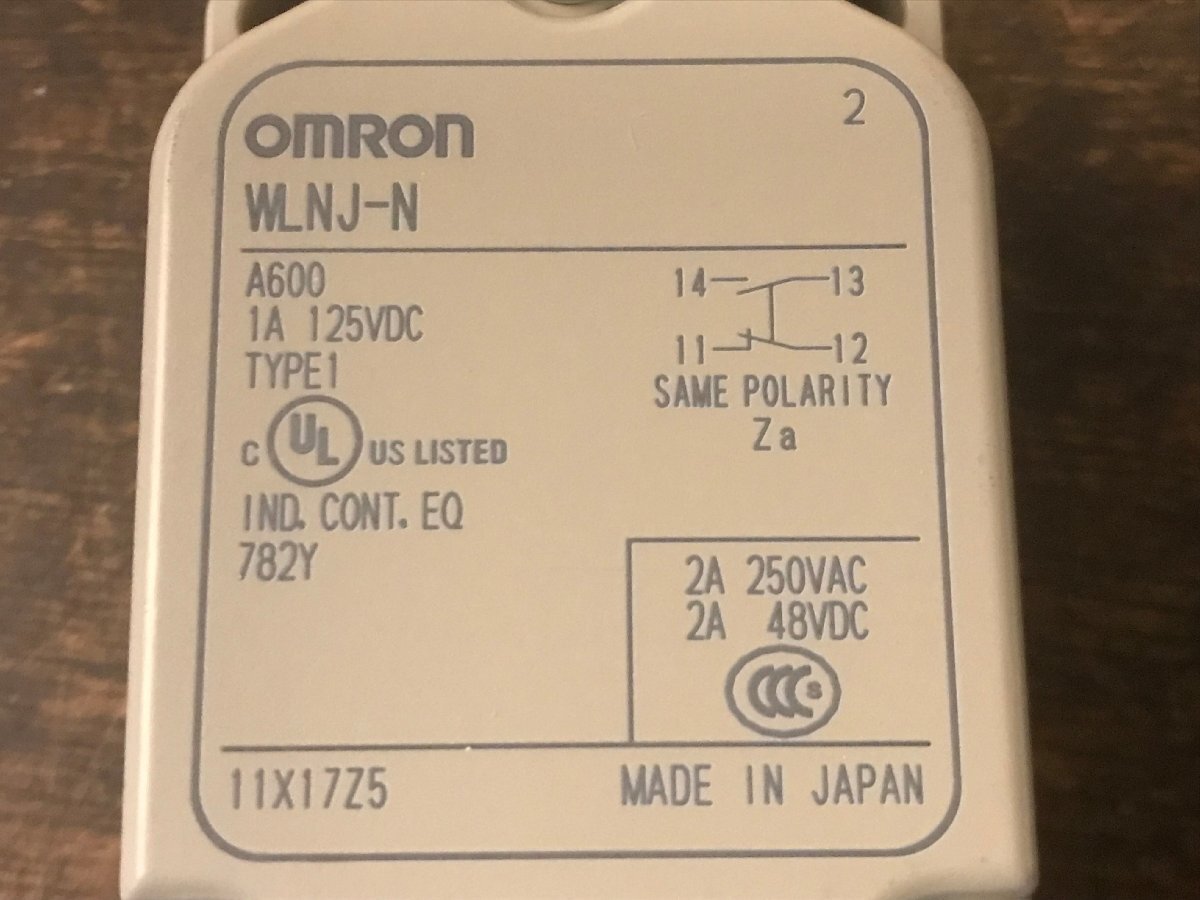 2
OMRON
WLNJ-N
A600
1A 125VDC
TYPE1
C UL US LISTED
IND. CONT. EQ
782Y
14 13
11 12
SAME POLARITY
Za
2A 250VAC
2A 48VDC
CCC S
11X17Z5
MADE IN JAPAN